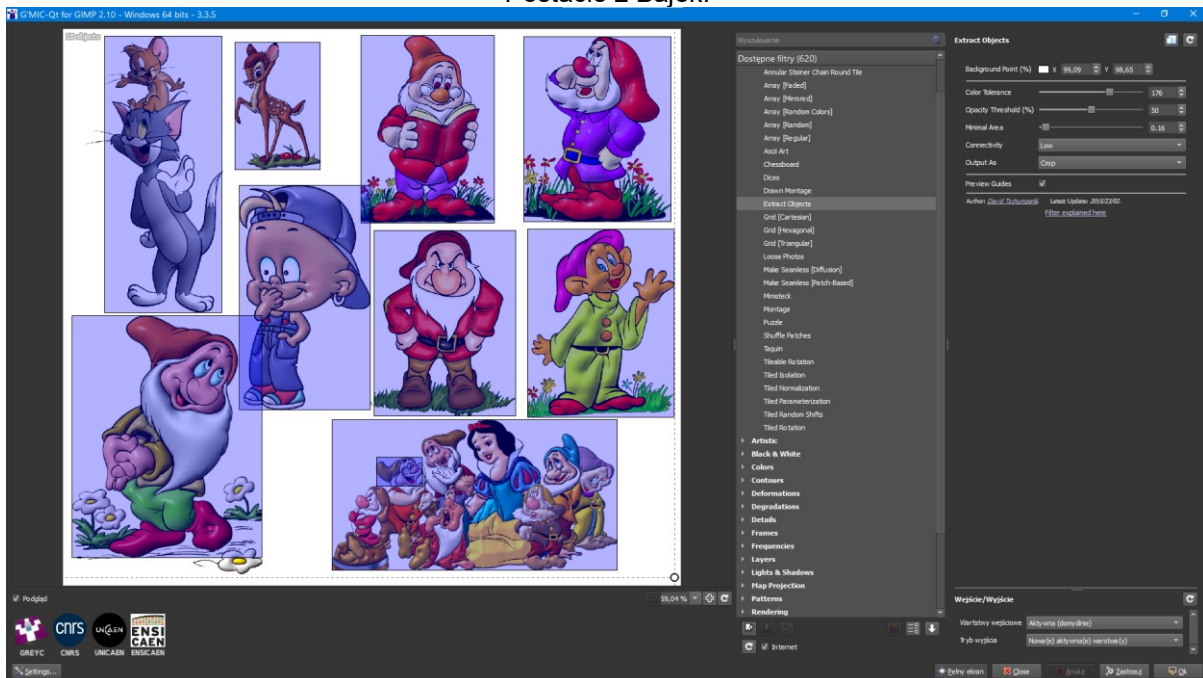 Postacie z Bajek.
G'MIC-Qt for GIMP 2.10 - Windows 64 bits - 3.3.5
Wyszukiwanie
Dostępne filtry (620)
Annular Steiner Chain Round Tile
Array [Faded]
Array [Mirrored]
Array [Random Colors]
Array [Random]
Array [Regular]
Ascii Art
Chessboard
Dices
Drawn Montage
Extract Objects
Grid [Cartesian]
Grid [Hexagonal]
Grid [Triangular]
Loose Photos
Make Seamless [Diffusion]
Make Seamless [Patch-Based]
Ministeck
Montage
Puzzle
Shuffle Patches
Taquin
Tileable Rotation
Tiled Isolation
Tiled Normalization
Tiled Parameterization
Tiled Random Shifts
Tiled Rotation
Artistic
Black & White
Colors
Contours
Deformations
Degradations
Details
Frames
Frequencies
Layers
Lights & Shadows
Map Projection
Patterns
Rendering
Internet
Extract Objects
Background Point (%) X 99,09 Y 98,65
Color Tolerance 176
Opacity Threshold (%) 50
Minimal Area 0.16
Connectivity Low
Output As Crop
Preview Guides
Author: David Tschumperlé. Latest Update: 2016/23/02.
Filter explained here
Wejście/Wyjście
Warstwy wejściowe Aktywna (domyślnie)
Tryb wyjścia Nowa(e) aktywna(e) warstwa(y)
Podgląd
59,04 %
GREYC CNRS UNICAEN ENSICAEN
Settings...
Pełny ekran Close Anuluj Zastosuj Ok